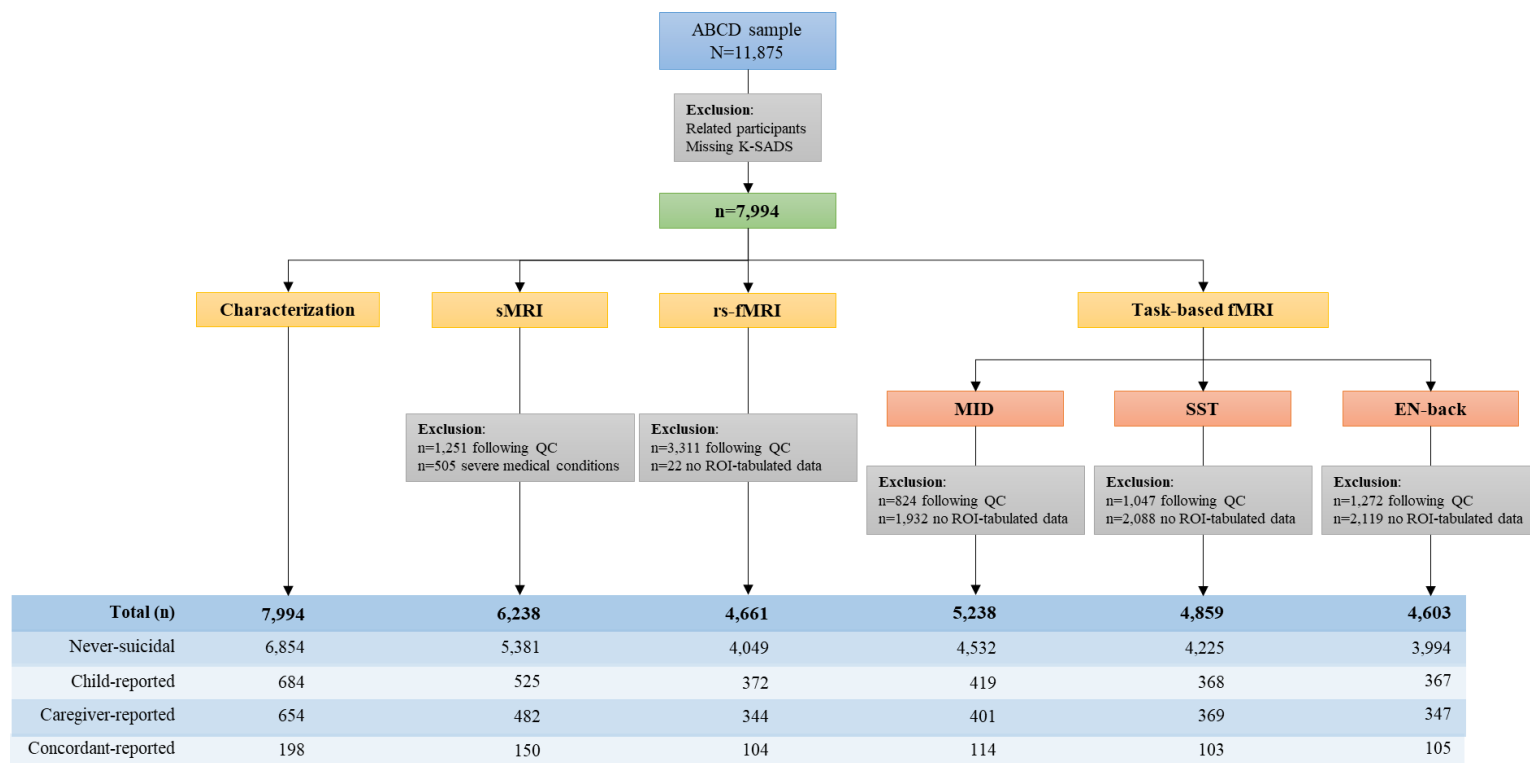 ABCD sample
N=11,875
Exclusion:
Related participants
Missing K-SADS
n=7,994
Characterization
sMRI
rs-fMRI
Task-based fMRI
MID
SST
EN-back
Exclusion:
n=1,251 following QC
n=505 severe medical conditions
Exclusion:
n=3,311 following QC
n=22 no ROI-tabulated data
Exclusion:
n=824 following QC
n=1,932 no ROI-tabulated data
Exclusion:
n=1,047 following QC
n=2,088 no ROI-tabulated data
Exclusion:
n=1,272 following QC
n=2,119 no ROI-tabulated data
Total (n) 7,994 6,238 4,661 5,238 4,859 4,603
Never-suicidal 6,854 5,381 4,049 4,532 4,225 3,994
Child-reported 684 525 372 419 368 367
Caregiver-reported 654 482 344 401 369 347
Concordant-reported 198 150 104 114 103 105